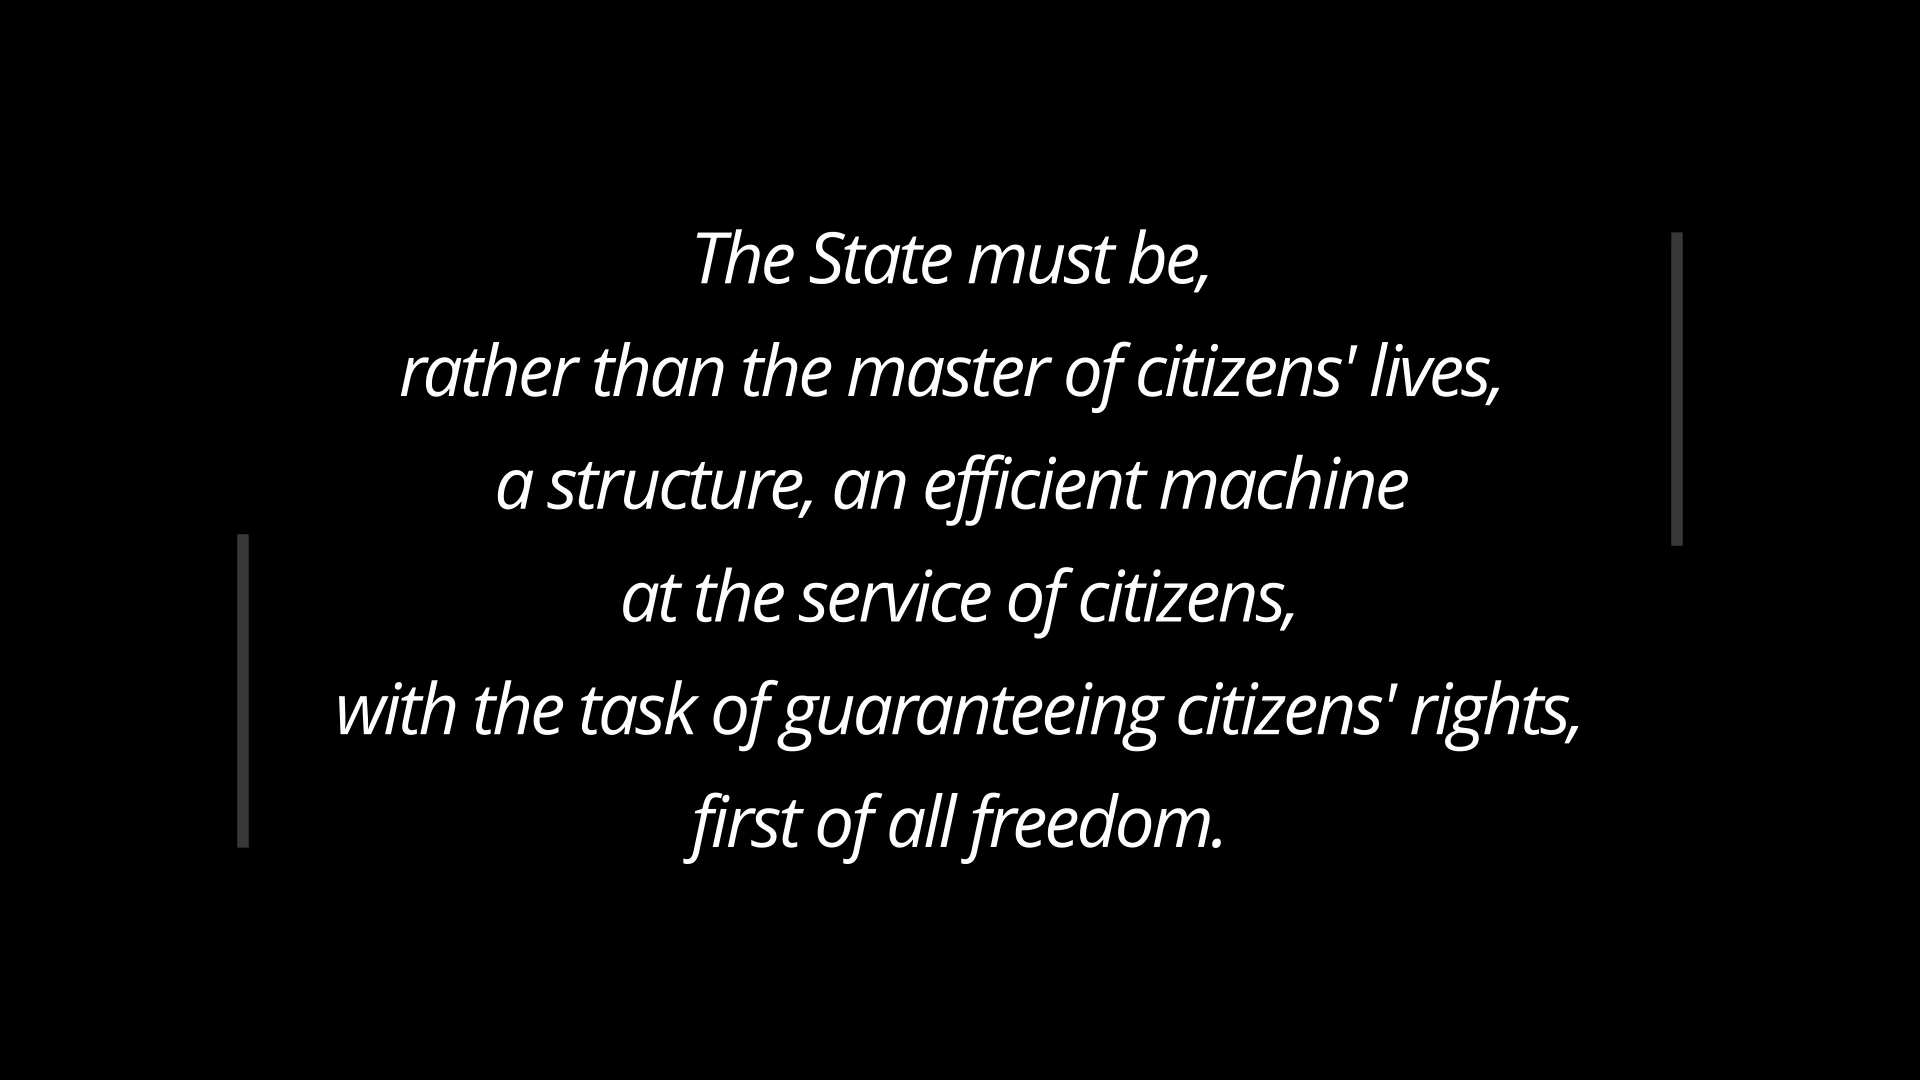 The State must be,
rather than the master of citizens' lives,
a structure, an efficient machine
at the service of citizens,
with the task of guaranteeing citizens' rights,
first of all freedom.